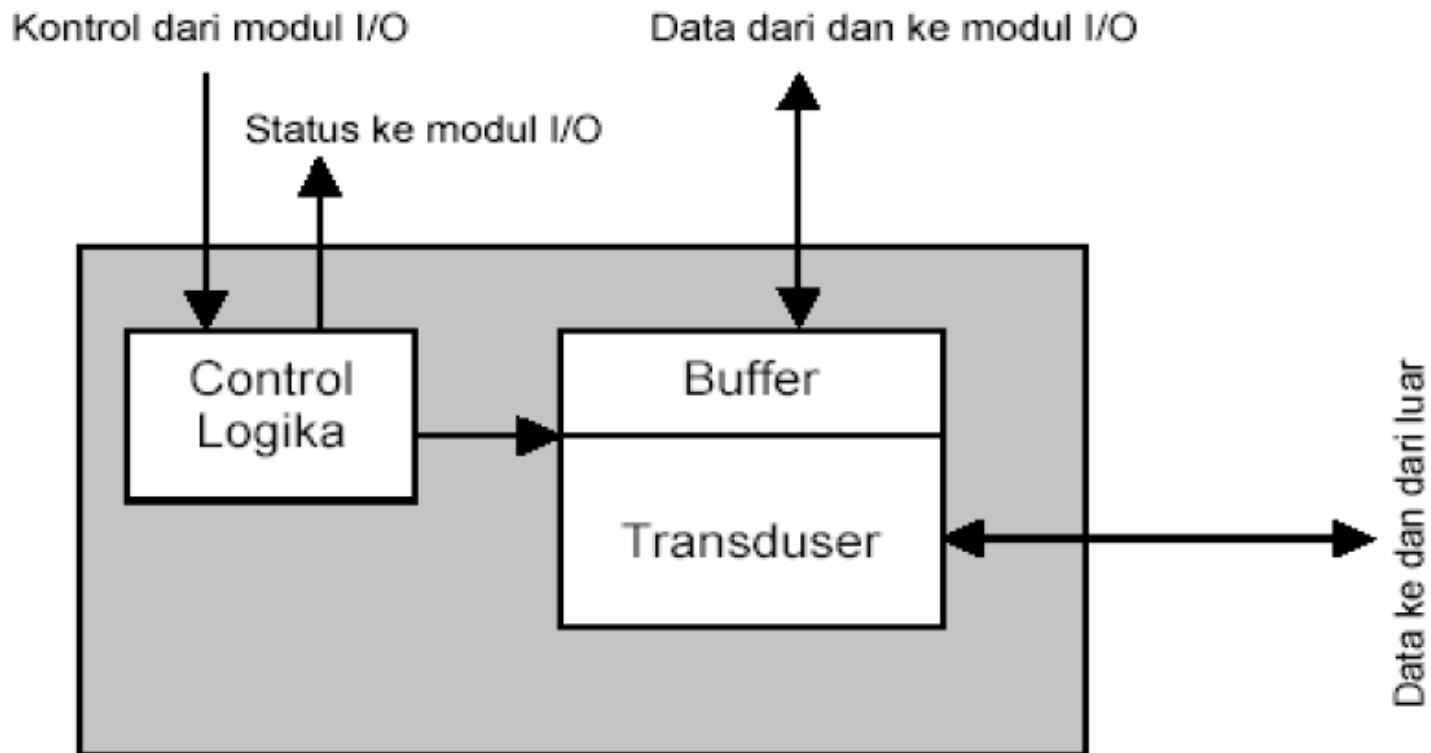 Kontrol dari modul I/O
Data dari dan ke modul I/O
Status ke modul I/O
Control
Logika
Buffer
Transduser
Data ke dan dari luar